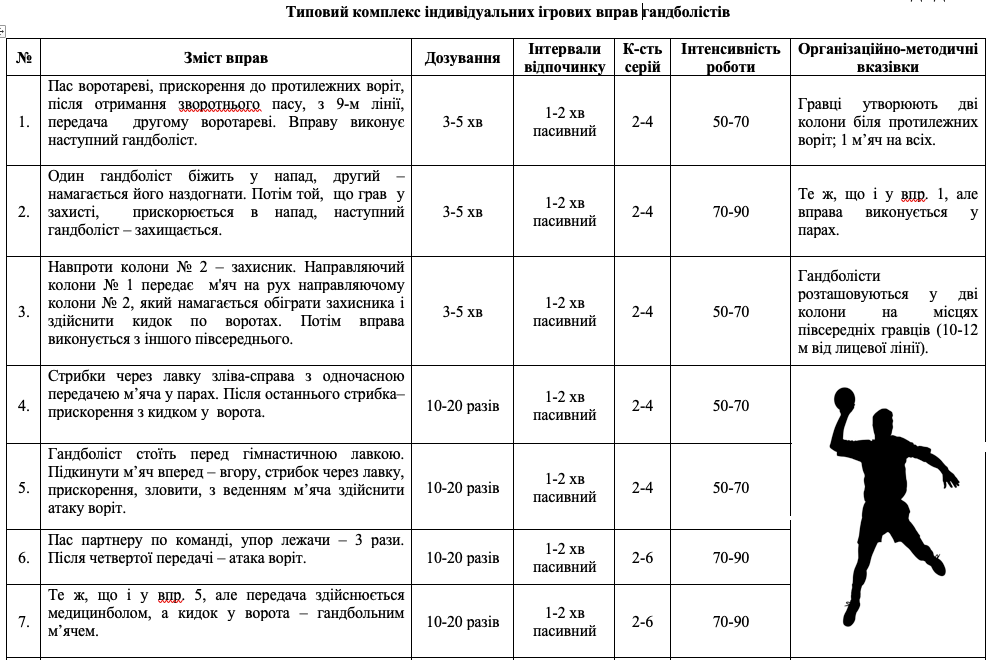 Типовий комплекс індивідуальних ігрових вправ гандболістів
№
Зміст вправ
Дозування
Інтервали
відпочинку
К-сть
серій
Інтенсивність
роботи
Організаційно-методичні
вказівки
1.
Пас воротареві, прискорення до протилежних воріт,
після отримання зворотнього пасу, з 9-м лінії,
передача другому воротареві. Вправу виконує
наступний гандболіст.
3-5 хв
1-2 хв
пасивний
2-4
50-70
Гравці утворюють дві
колони біля протилежних
воріт; 1 м’яч на всіх.
2.
Один гандболіст біжить у напад, другий –
намагається його наздогнати. Потім той, що грав у
захисті, прискорюється в напад, наступний
гандболіст – захищається.
3-5 хв
1-2 хв
пасивний
2-4
70-90
Те ж, що і у впр. 1, але
вправа виконується у
парах.
3.
Навпроти колони № 2 – захисник. Направляючий
колони № 1 передає м'яч на рух направляючому
колони № 2, який намагається обіграти захисника і
здійснити кидок по воротах. Потім вправа
виконується з іншого півсереднього.
3-5 хв
1-2 хв
пасивний
2-4
50-70
Гандболісти
розташовуються у дві
колони на місцях
півсередніх гравців (10-12
м від лицевої лінії).
4.
Стрибки через лавку зліва-справа з одночасною
передачею м’яча у парах. Після останнього стрибка–
прискорення з кидком у ворота.
10-20 разів
1-2 хв
пасивний
2-4
50-70
5.
Гандболіст стоїть перед гімнастичною лавкою.
Підкинути м’яч вперед – вгору, стрибок через лавку,
прискорення, зловити, з веденням м’яча здійснити
атаку воріт.
10-20 разів
1-2 хв
пасивний
2-4
50-70
6.
Пас партнеру по команді, упор лежачи – 3 рази.
Після четвертої передачі – атака воріт.
10-20 разів
1-2 хв
пасивний
2-6
70-90
7.
Те ж, що і у впр. 5, але передача здійснюється
медицинболом, а кидок у ворота – гандбольним
м’ячем.
10-20 разів
1-2 хв
пасивний
2-6
70-90